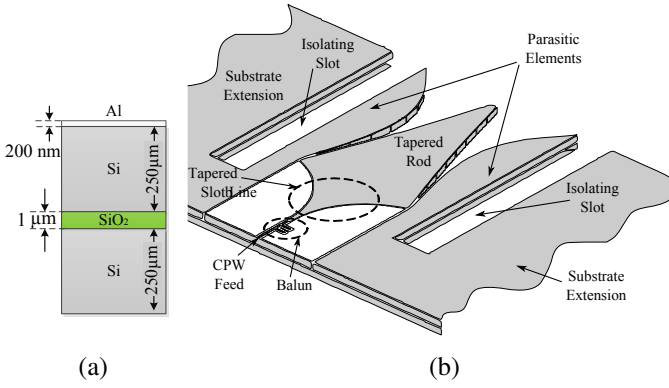 Al
200 nm
Si
250μm
1 μm
SiO₂
Si
250μm
(a)
Substrate
Extension
Isolating
Slot
Parasitic
Elements
Tapered
Rod
Tapered
SlothLine
CPW
Feed
Balun
Isolating
Slot
Substrate
Extension
(b)